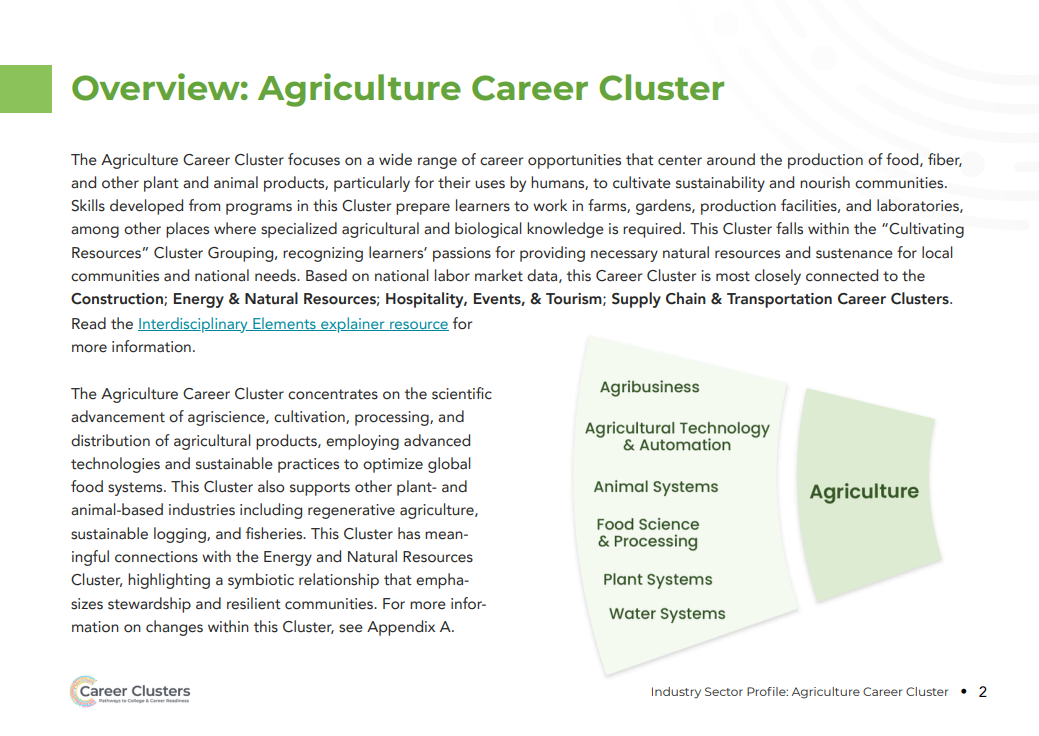 Overview: Agriculture Career Cluster
The Agriculture Career Cluster focuses on a wide range of career opportunities that center around the production of food, fiber,
and other plant and animal products, particularly for their uses by humans, to cultivate sustainability and nourish communities.
Skills developed from programs in this Cluster prepare learners to work in farms, gardens, production facilities, and laboratories,
among other places where specialized agricultural and biological knowledge is required. This Cluster falls within the “Cultivating
Resources” Cluster Grouping, recognizing learners’ passions for providing necessary natural resources and sustenance for local
communities and national needs. Based on national labor market data, this Career Cluster is most closely connected to the
Construction; Energy & Natural Resources; Hospitality, Events, & Tourism; Supply Chain & Transportation Career Clusters.
Read the Interdisciplinary Elements explainer resource for
more information.
The Agriculture Career Cluster concentrates on the scientific
advancement of agriscience, cultivation, processing, and
distribution of agricultural products, employing advanced
technologies and sustainable practices to optimize global
food systems. This Cluster also supports other plant- and
animal-based industries including regenerative agriculture,
sustainable logging, and fisheries. This Cluster has mean-
ingful connections with the Energy and Natural Resources
Cluster, highlighting a symbiotic relationship that empha-
sizes stewardship and resilient communities. For more infor-
mation on changes within this Cluster, see Appendix A.
Agribusiness
Agricultural Technology
& Automation
Animal Systems
Food Science
& Processing
Plant Systems
Water Systems
Agriculture
Career Clusters
Pathways to College & Career Readiness
Industry Sector Profile: Agriculture Career Cluster • 2